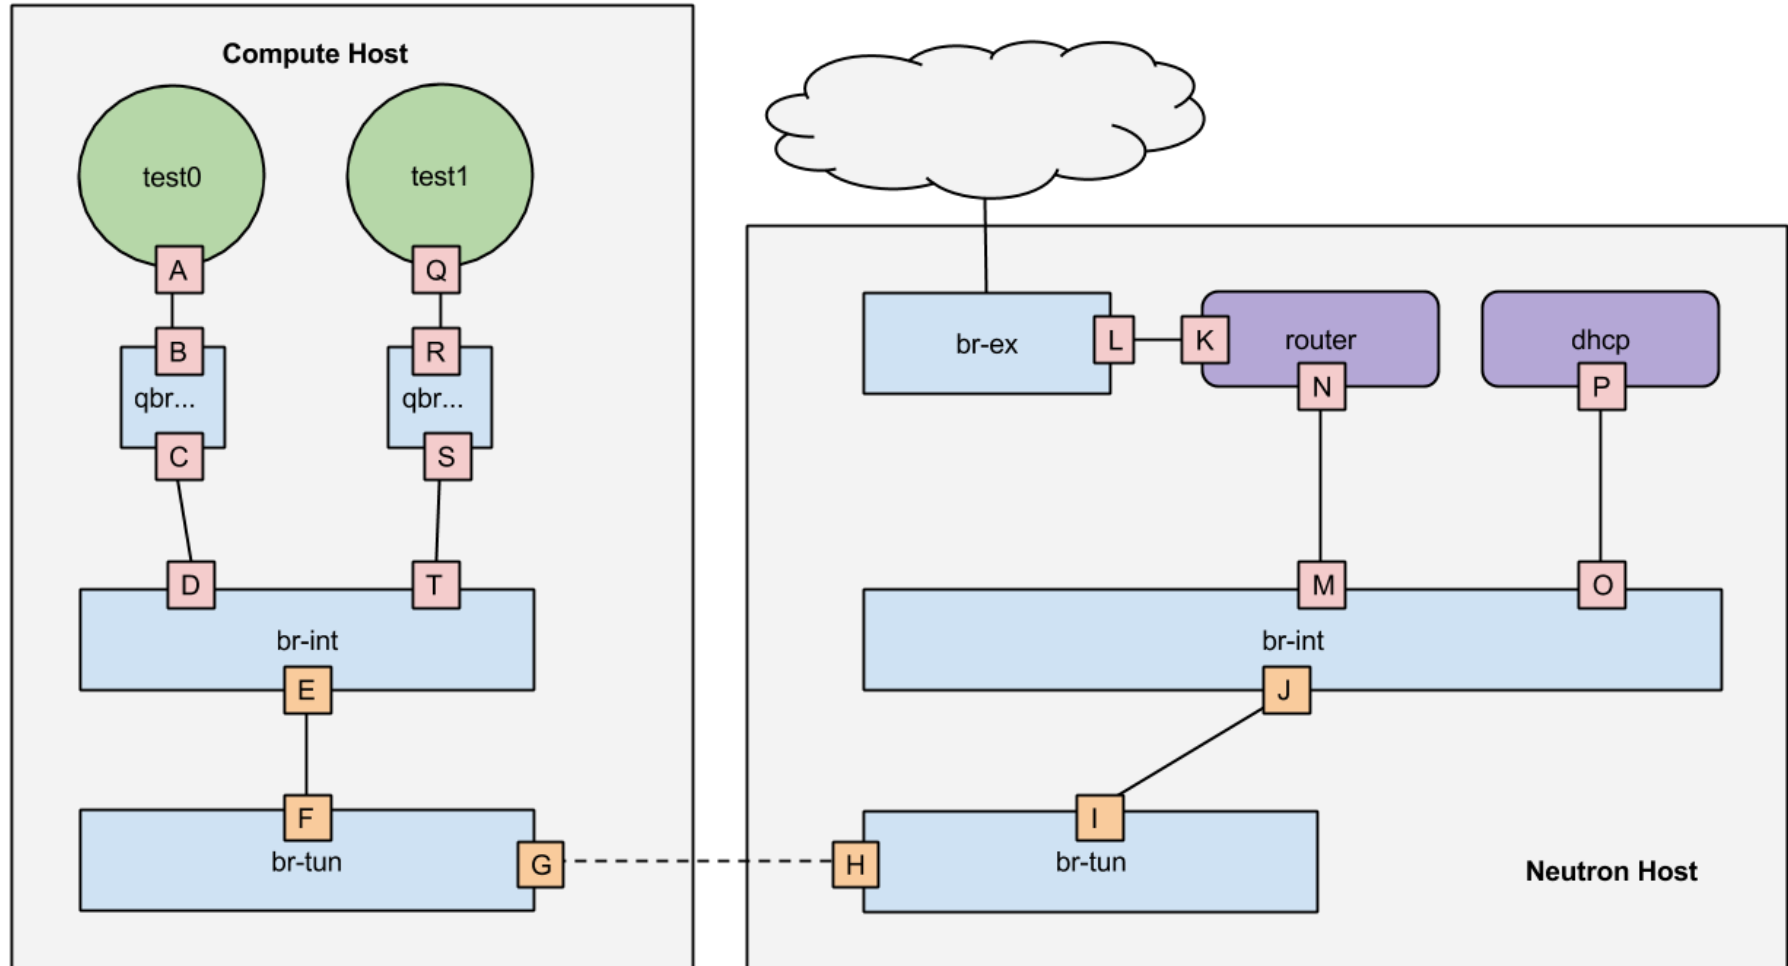 Compute Host
test0
test1
A
Q
B
R
qbr...
qbr...
C
S
D
T
br-int
E
F
br-tun
G
br-ex
L
K
router
dhcp
N
P
M
O
br-int
J
I
H
br-tun
Neutron Host